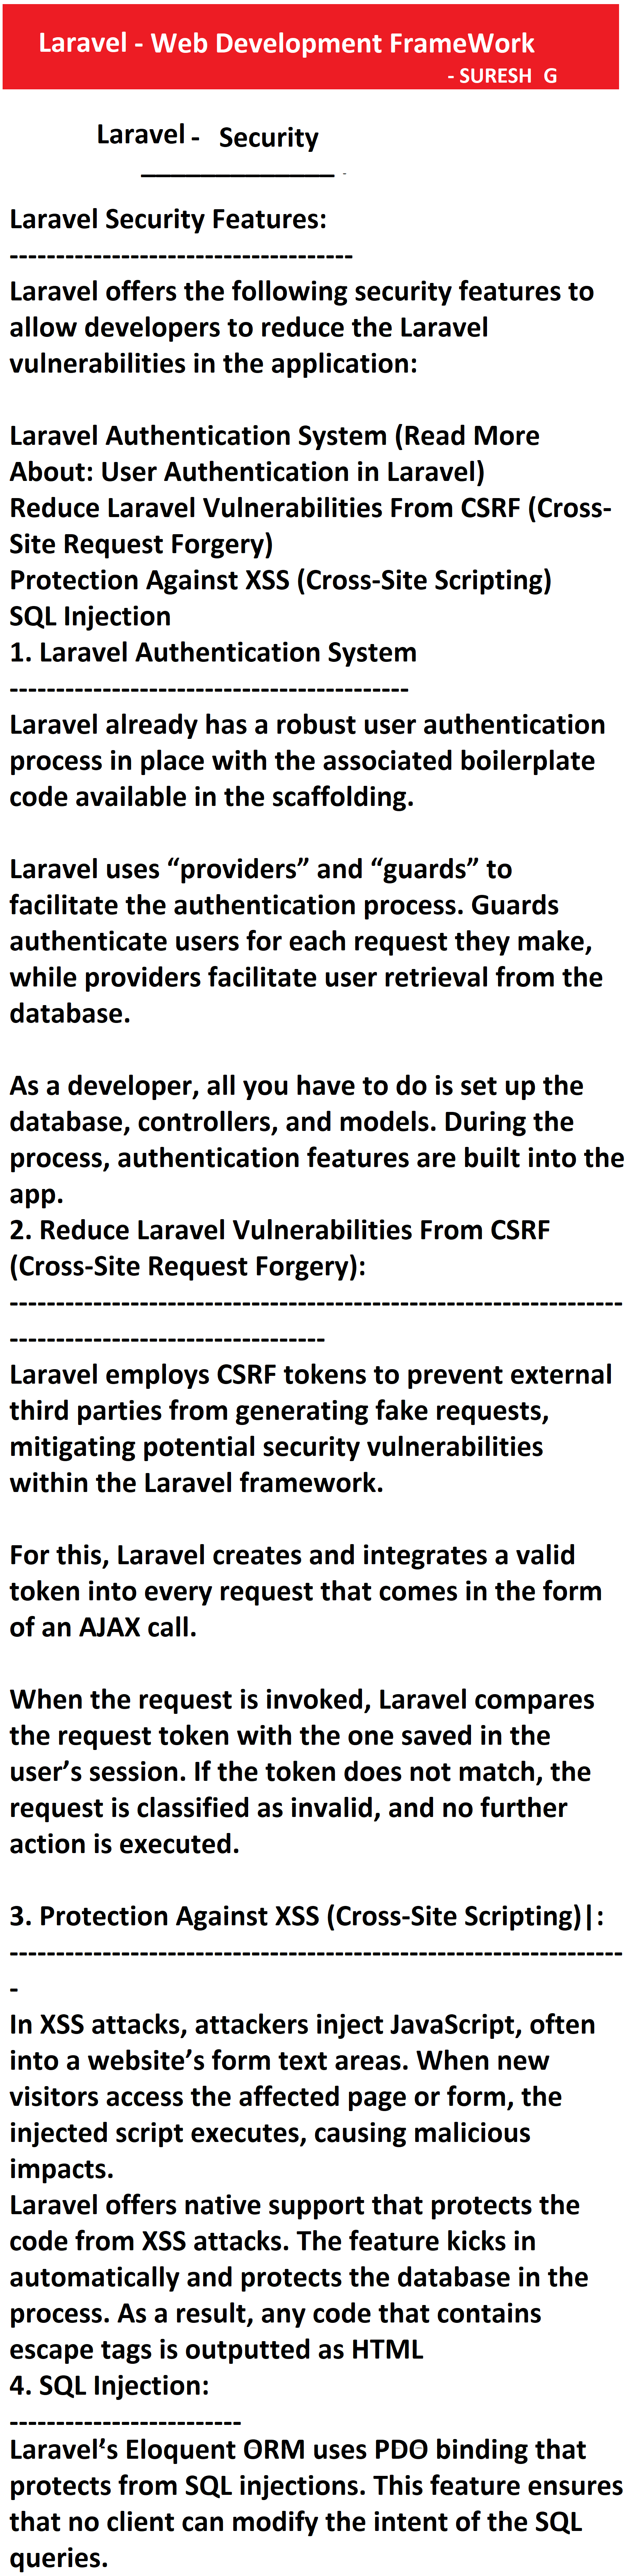 Laravel - Web Development FrameWork
- SURESH G
Laravel - Security
Laravel Security Features:
-------------------------------------
Laravel offers the following security features to
allow developers to reduce the Laravel
vulnerabilities in the application:
Laravel Authentication System (Read More
About: User Authentication in Laravel)
Reduce Laravel Vulnerabilities From CSRF (Cross-
Site Request Forgery)
Protection Against XSS (Cross-Site Scripting)
SQL Injection
1. Laravel Authentication System
-------------------------------------------
Laravel already has a robust user authentication
process in place with the associated boilerplate
code available in the scaffolding.
Laravel uses “providers” and “guards” to
facilitate the authentication process. Guards
authenticate users for each request they make,
while providers facilitate user retrieval from the
database.
As a developer, all you have to do is set up the
database, controllers, and models. During the
process, authentication features are built into the
app.
2. Reduce Laravel Vulnerabilities From CSRF
(Cross-Site Request Forgery):
------------------------------------------------------------------
----------------------------------
Laravel employs CSRF tokens to prevent external
third parties from generating fake requests,
mitigating potential security vulnerabilities
within the Laravel framework.
For this, Laravel creates and integrates a valid
token into every request that comes in the form
of an AJAX call.
When the request is invoked, Laravel compares
the request token with the one saved in the
user’s session. If the token does not match, the
request is classified as invalid, and no further
action is executed.
3. Protection Against XSS (Cross-Site Scripting)|:
------------------------------------------------------------------
-
In XSS attacks, attackers inject JavaScript, often
into a website’s form text areas. When new
visitors access the affected page or form, the
injected script executes, causing malicious
impacts.
Laravel offers native support that protects the
code from XSS attacks. The feature kicks in
automatically and protects the database in the
process. As a result, any code that contains
escape tags is outputted as HTML
4. SQL Injection:
-------------------------
Laravel’s Eloquent ORM uses PDO binding that
protects from SQL injections. This feature ensures
that no client can modify the intent of the SQL
queries.